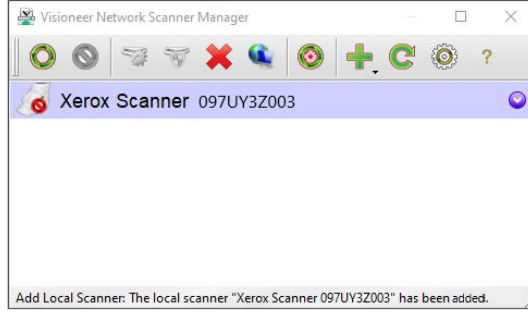 Visioneer Network Scanner Manager
Xerox Scanner 097UY3Z003
Add Local Scanner: The local scanner "Xerox Scanner 097UY3Z003" has been added.